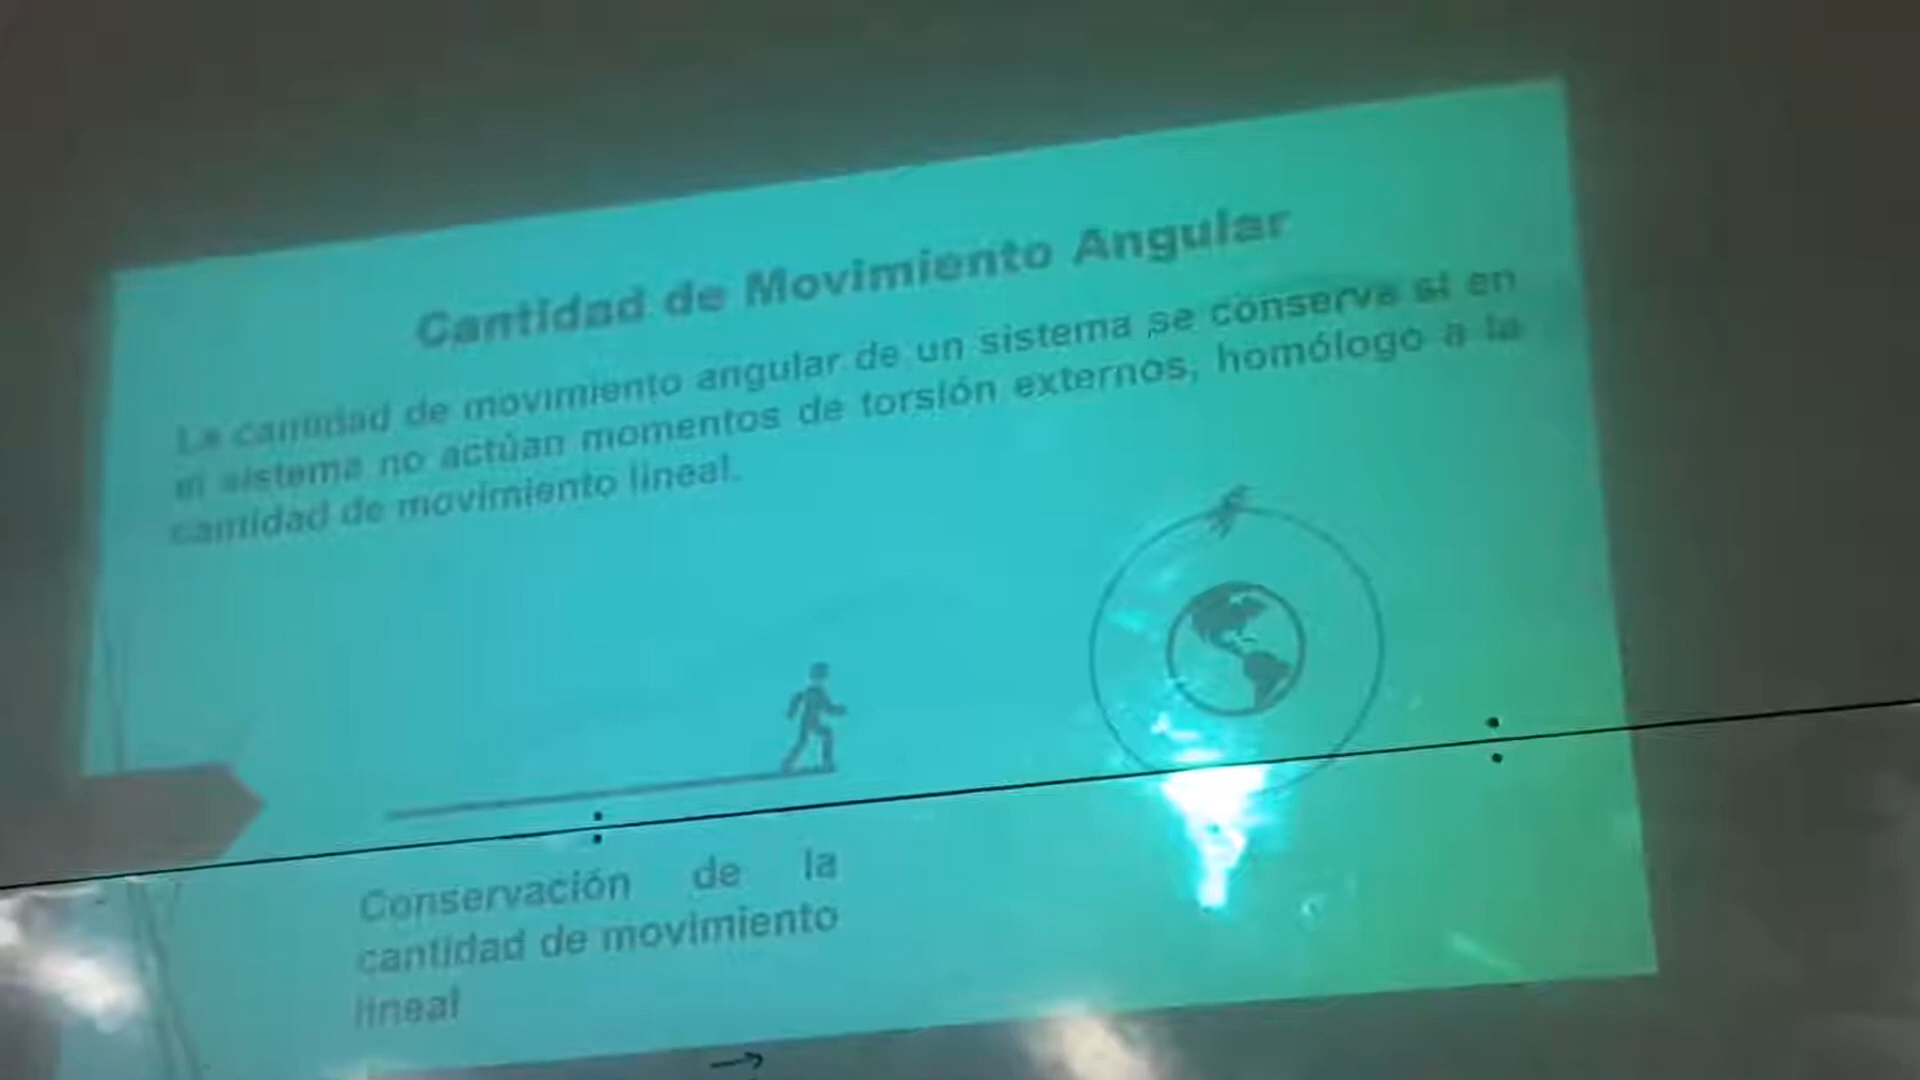 Cantidad de Movimiento Angular
La cantidad de movimiento angular de un sistema se conserva si en
el sistema no actúan momentos de torsión externos, homólogo a la
cantidad de movimiento lineal.
Conservación de la
cantidad de movimiento
lineal